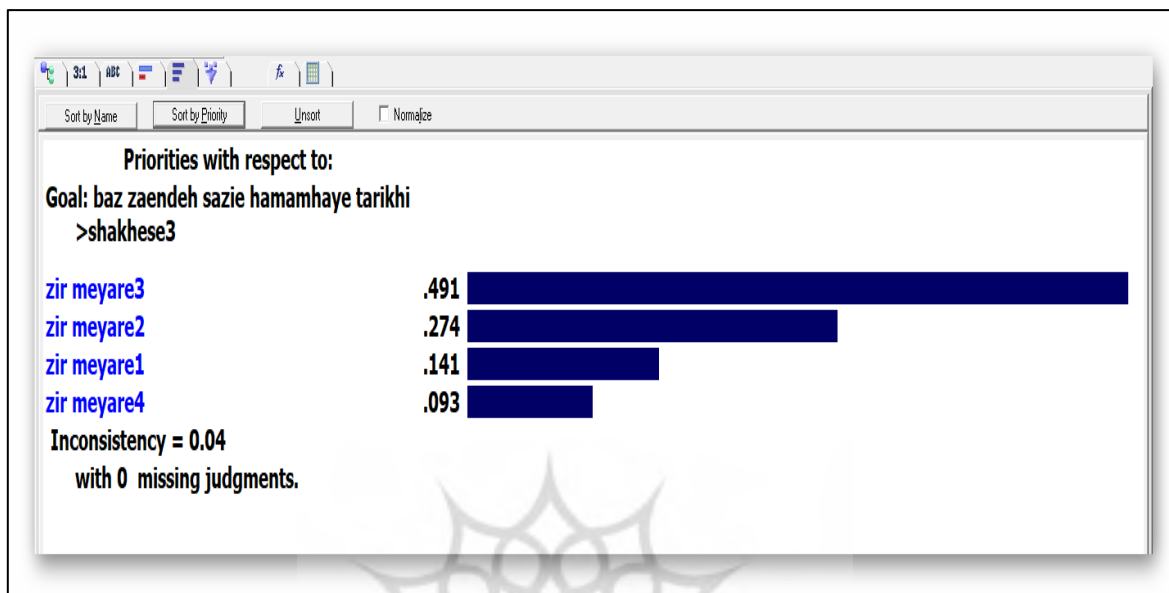 3:1 ABC fx
Sort by Name Sort by Priority Unsort Normalize
Priorities with respect to:
Goal: baz zaendeh sazie hamamhaye tarikhi
>shakhese3
zir meyare3 .491
zir meyare2 .274
zir meyare1 .141
zir meyare4 .093
Inconsistency = 0.04
with 0 missing judgments.